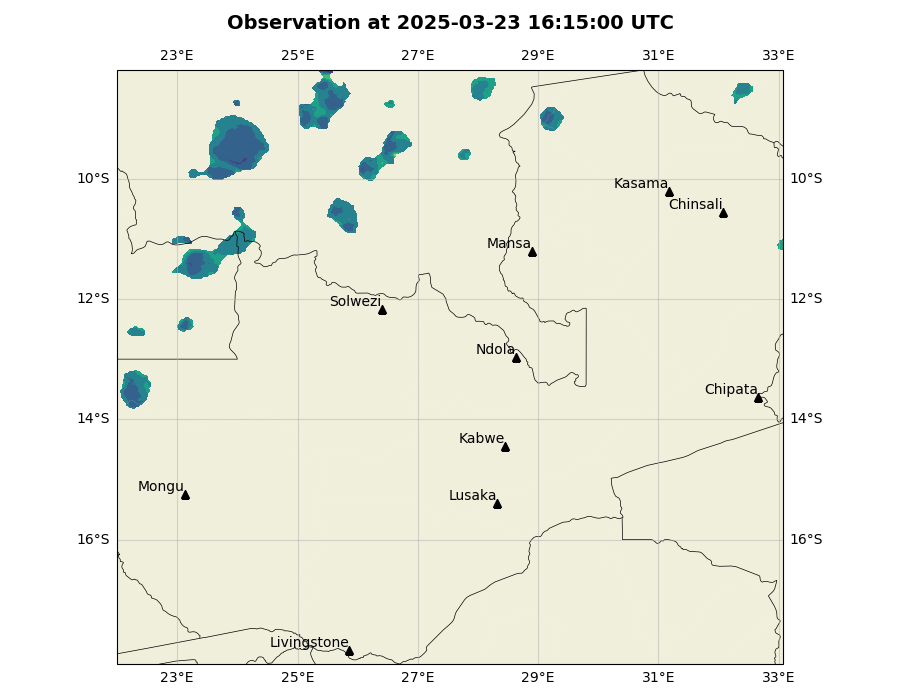 Observation at 2025-03-23 16:15:00 UTC
23°E 25°E 27°E 29°E 31°E 33°E
10°S 10°S
Kasama
Chinsali
Mansa
12°S 12°S
Solwezi
Ndola
Chipata
14°S 14°S
Kabwe
Mongu
Lusaka
16°S 16°S
Livingstone
23°E 25°E 27°E 29°E 31°E 33°E